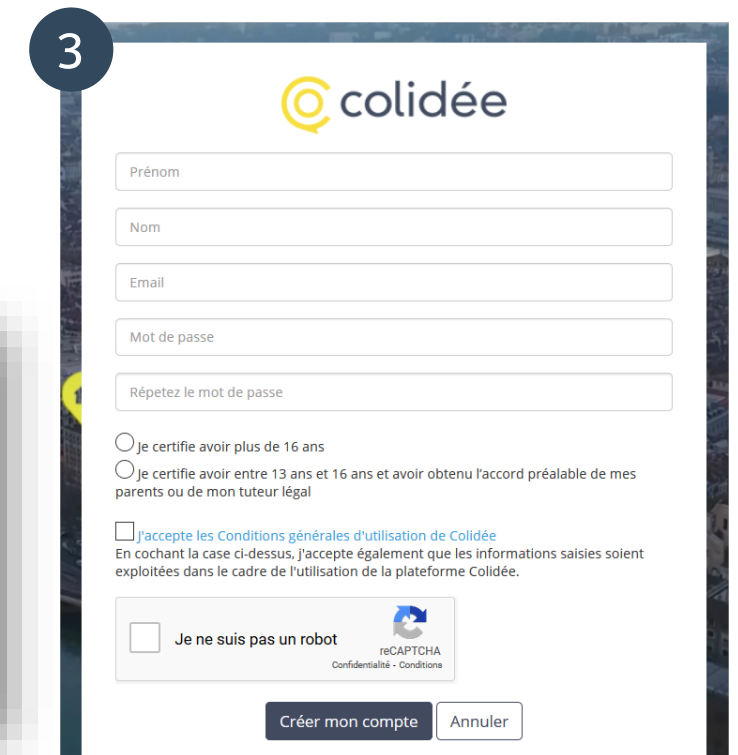 3
colidée
Prénom
Nom
Email
Mot de passe
Répetez le mot de passe
Je certifie avoir plus de 16 ans
Je certifie avoir entre 13 ans et 16 ans et avoir obtenu l'accord préalable de mes
parents ou de mon tuteur légal
J'accepte les Conditions générales d'utilisation de Colidée
En cochant la case ci-dessus, j'accepte également que les informations saisies soient
exploitées dans le cadre de l'utilisation de la plateforme Colidée.
Je ne suis pas un robot
reCAPTCHA
Confidentialité - Conditions
Créer mon compte
Annuler